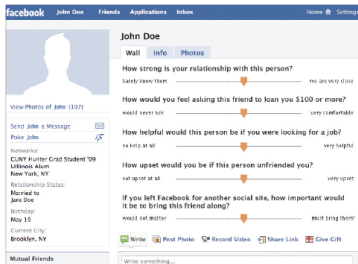 facebook John Doe Friends Applications Inbox Home Settings
John Doe
Wall Info Photos
How strong is your relationship with this person?
barely know them we are very close
How would you feel asking this friend to loan you $100 or more?
would never ask very comfortable
How helpful would this person be if you were looking for a job?
no help at all very helpful
How upset would you be if this person unfriended you?
not upset at all very upset
If you left Facebook for another social site, how important would
it be to bring this friend along?
would not matter must bring them!
Write Post Photo Record Video Share Link Give Gift
Write something...
View Photos of John (107)
Send John a Message
Poke John
Networks:
CUNY Hunter Grad Student '09
UIllinois Alum
New York, NY
Relationship Status:
Married to
Jane Doe
Birthday:
May 19
Current City:
Brooklyn, NY
Mutual Friends